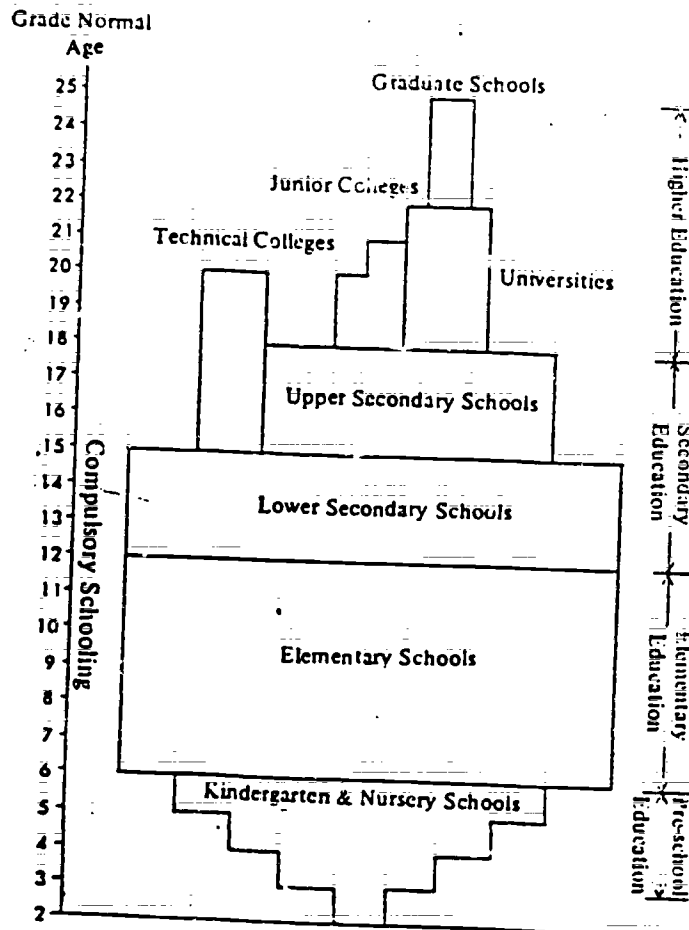 Grade Normal
Age
25
24
23
22
21
20
19
18
17
16
15
14
13
12
11
10
9
8
7
6
5
4
3
2
Compulsory Schooling
Graduate Schools
Junior Colleges
Technical Colleges
Universities
Upper Secondary Schools
Lower Secondary Schools
Elementary Schools
Kindergarten & Nursery Schools
Higher Education
Secondary
Education
Elementary
Education
Pre-school
Education